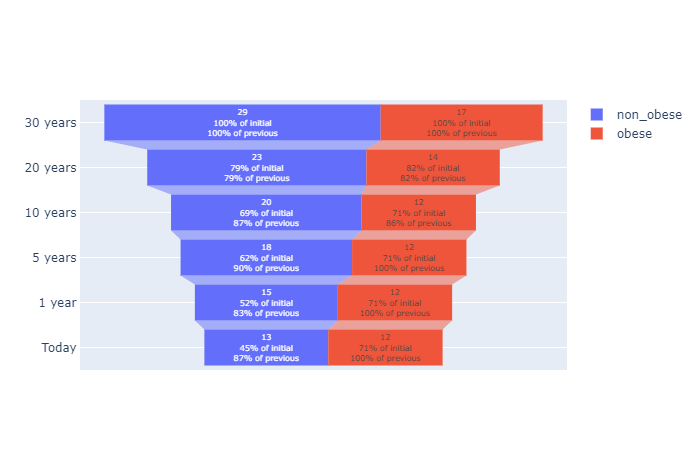 29
17
100% of initial
100% of initial
100% of previous
100% of previous
30 years
non_obese
obese
23
14
79% of initial
82% of initial
79% of previous
82% of previous
20 years
20
12
69% of initial
71% of initial
87% of previous
86% of previous
10 years
18
12
62% of initial
71% of initial
90% of previous
100% of previous
5 years
15
12
52% of initial
71% of initial
83% of previous
100% of previous
1 year
13
12
45% of initial
71% of initial
87% of previous
100% of previous
Today